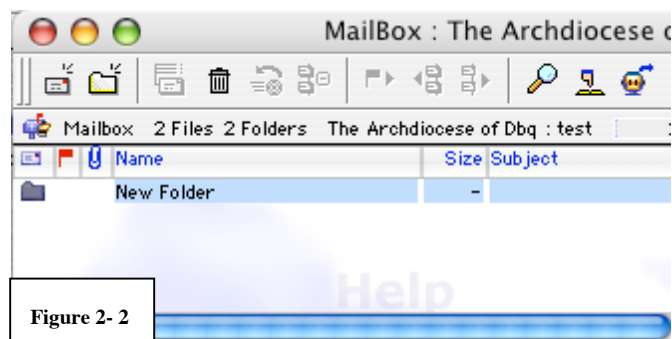 MailBox : The Archdiocese
Mailbox 2 Files 2 Folders The Archdiocese of Dbq : test
Name Size Subject
New Folder -
Help
Figure 2- 2